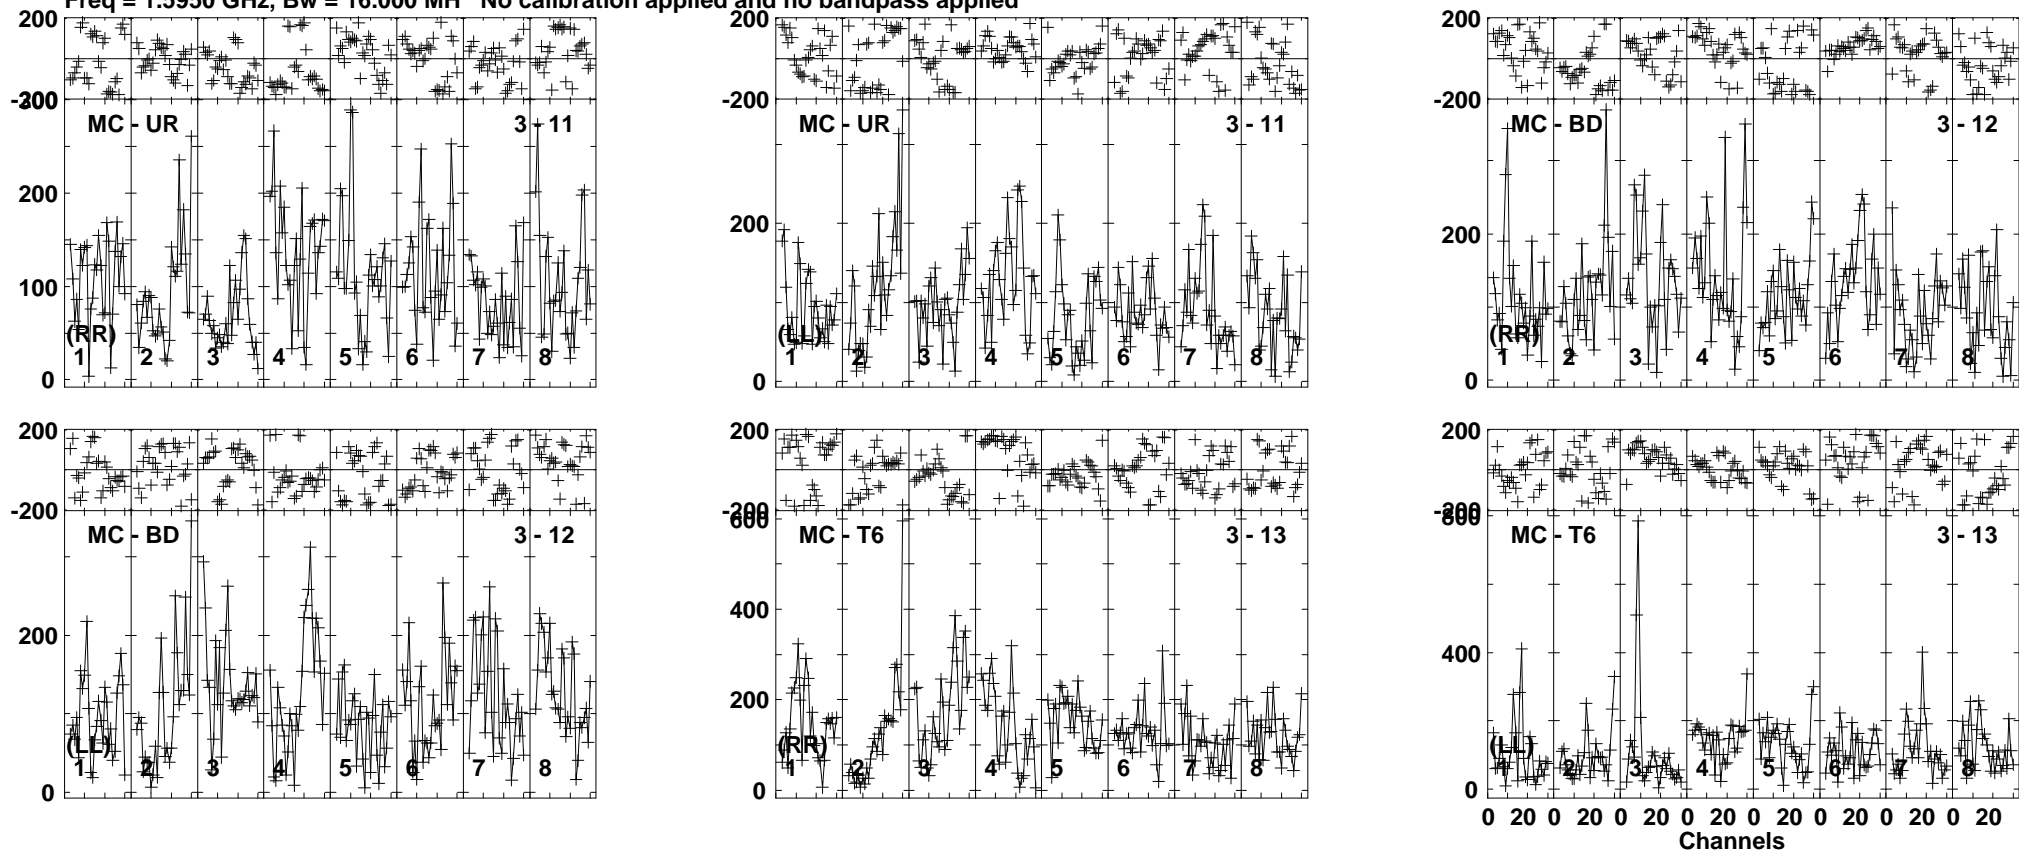 Freq = 1.5950 GHz, Bw = 16.000 MH No calibration applied and no bandpass applied
200 200 200
-200 -200 -200
MC - UR 3 - 11 MC - UR 3 - 11 MC - BD 3 - 12
200 200 200
100
(RR) (LL) (RR)
1 2 3 4 5 6 7 8 1 2 3 4 5 6 7 8 1 2 3 4 5 6 7 8
0 0 0
200 200 200
-200 -200 -200
600 800
MC - BD 3 - 12 MC - T6 3 - 13 MC - T6 3 - 13
200 400 400
200
(LL) (RR) (LL)
1 2 3 4 5 6 7 8 1 2 3 4 5 6 7 8 1 2 3 4 5 6 7 8
0 0 0
0 20 0 20 0 20 0 20 0 20 0 20 0 20 0 20
Channels